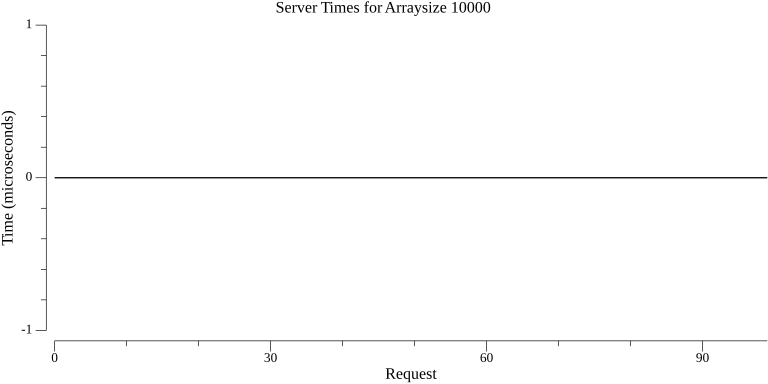 Server Times for Arraysize 10000
1
0
-1
Time (microseconds)
0 30 60 90
Request